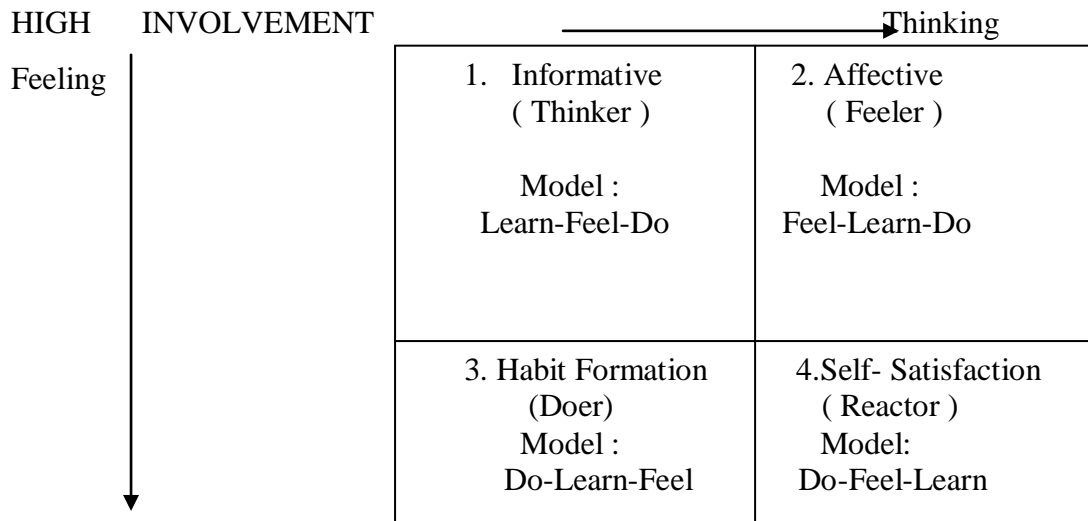 HIGH INVOLVEMENT Thinking
Feeling
1. Informative
( Thinker )
Model :
Learn-Feel-Do
2. Affective
( Feeler )
Model :
Feel-Learn-Do
3. Habit Formation
(Doer)
Model :
Do-Learn-Feel
4.Self- Satisfaction
( Reactor )
Model:
Do-Feel-Learn